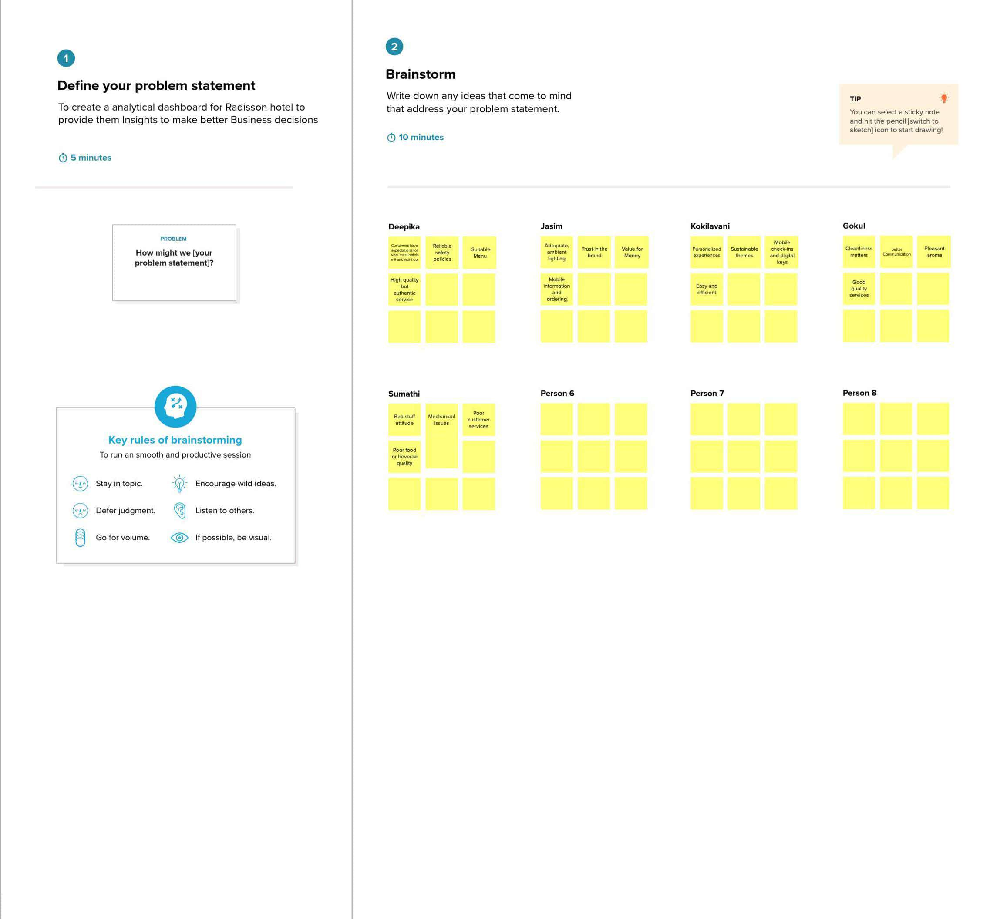 1
Define your problem statement
To create a analytical dashboard for Radisson hotel to
provide them Insights to make better Business decisions
5 minutes
PROBLEM
How might we [your
problem statement]?
Key rules of brainstorming
To run an smooth and productive session
Stay in topic.
Encourage wild ideas.
Defer judgment.
Listen to others.
Go for volume.
If possible, be visual.
2
Brainstorm
Write down any ideas that come to mind
that address your problem statement.
10 minutes
TIP
You can select a sticky note
and hit the pencil [switch to
sketch] icon to start drawing!
Deepika
Customers have
expectations for
what most hotels
will and wont do.
Reliable
safety
policies
Suitable
Menu
High quality
but
authentic
service
Jasim
Adequate,
ambient
lighting
Trust in the
brand
Value for
Money
Mobile
information
and
ordering
Kokilavani
Personalized
experiences
Sustainable
themes
Mobile
check-ins
and digital
keys
Easy and
efficient
Gokul
Cleanliness
matters
better
Communication
Pleasant
aroma
Good
quality
services
Sumathi
Bad stuff
attitude
Mechanical
issues
Poor
customer
services
Poor food
or beverae
quality
Person 6
Person 7
Person 8